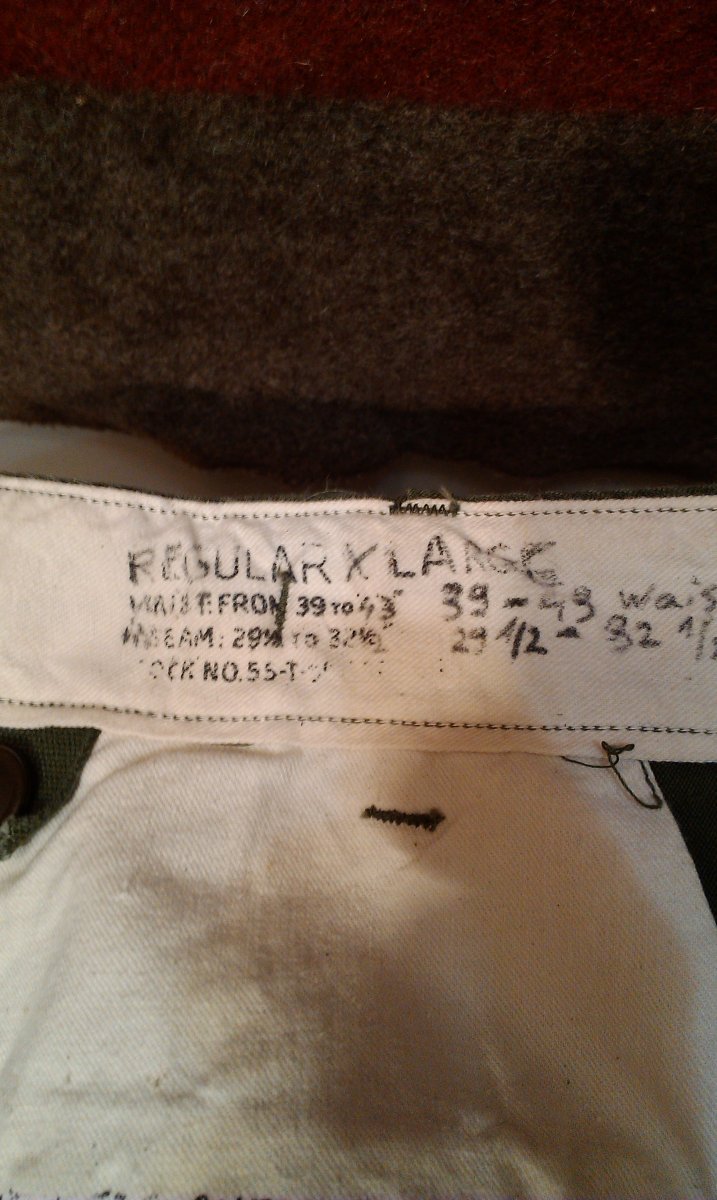 REGULAR X LARGE
WAIST: FROM 39 TO 43"
39 - 43 wais
INSEAM: 29½ TO 32½"
29 1/2 - 32 1/2
STOCK NO. 55-T-